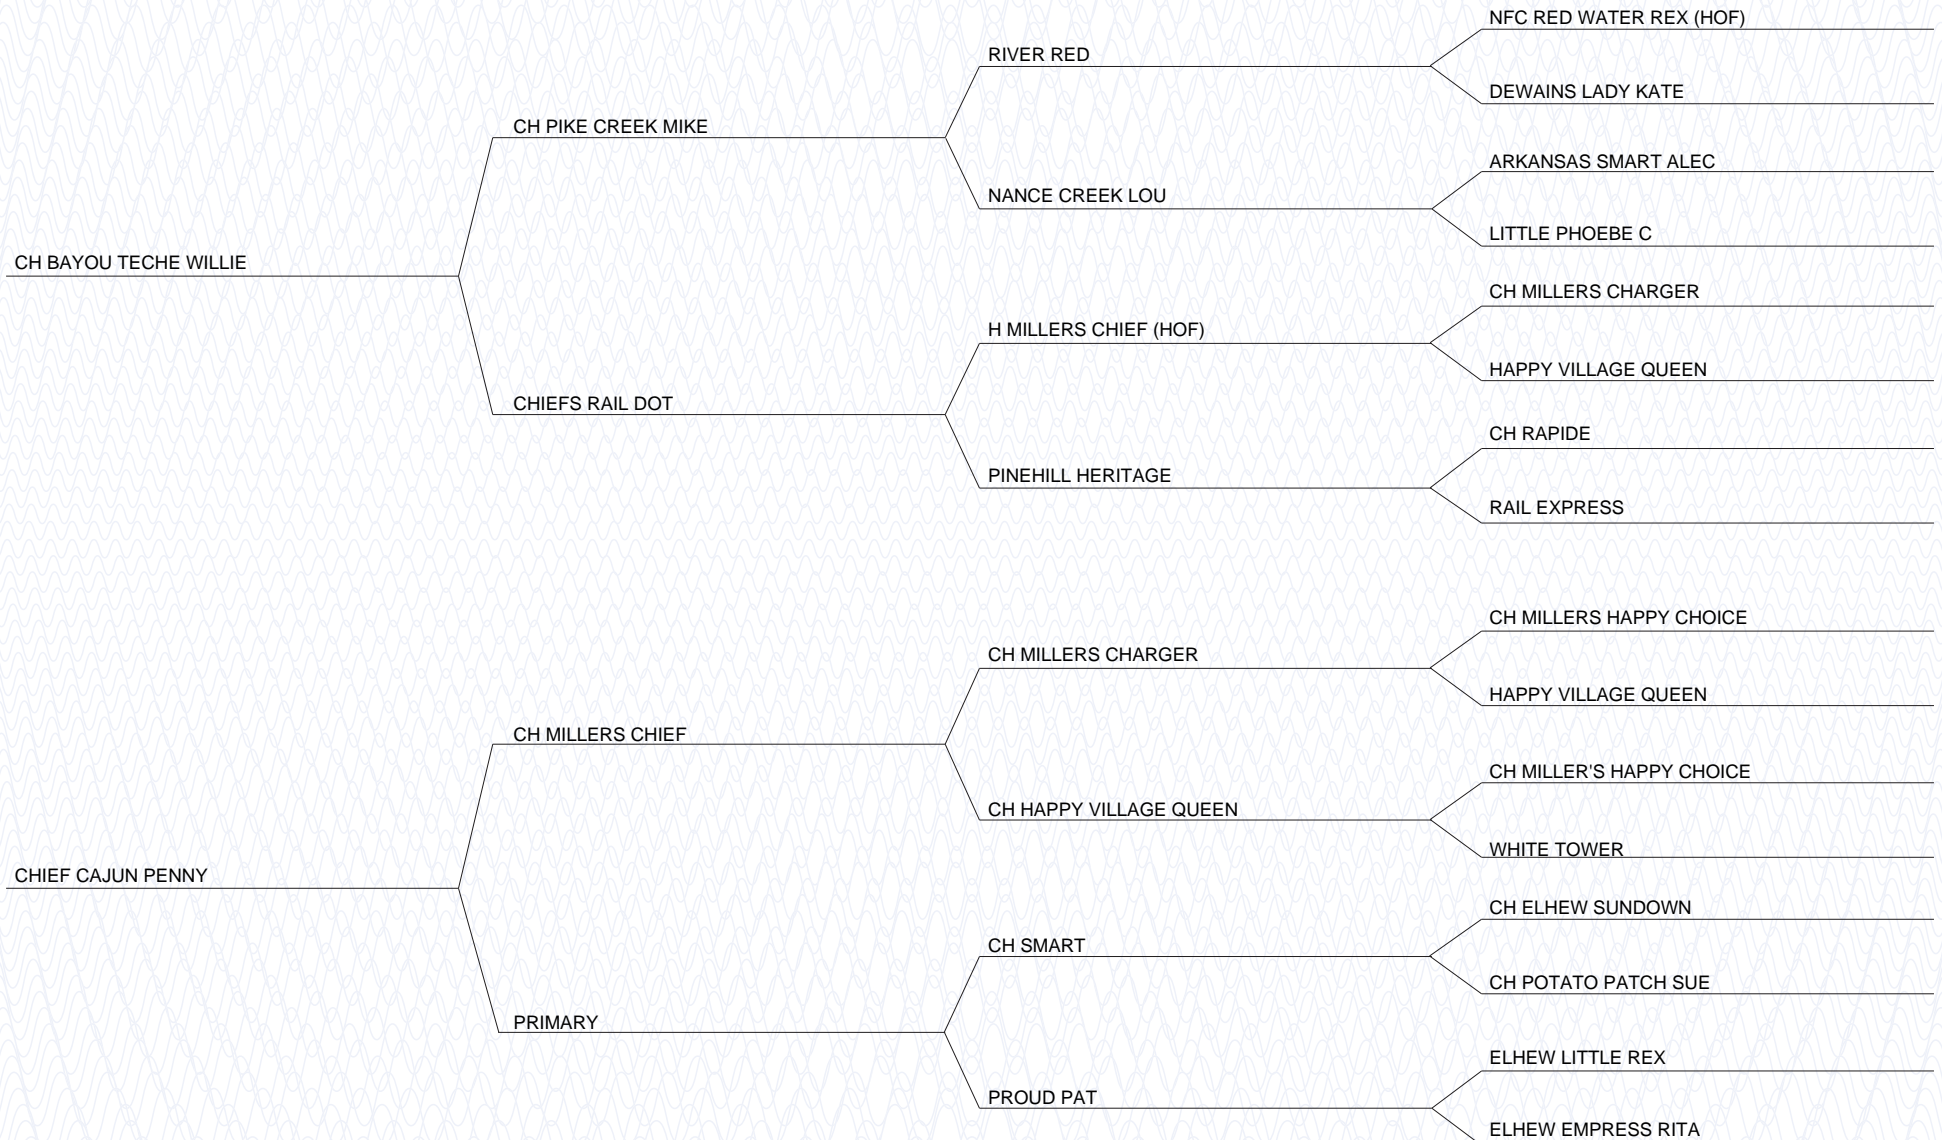 NFC RED WATER REX (HOF)
RIVER RED
DEWAINS LADY KATE
CH PIKE CREEK MIKE
ARKANSAS SMART ALEC
NANCE CREEK LOU
LITTLE PHOEBE C
CH BAYOU TECHE WILLIE
CH MILLERS CHARGER
H MILLERS CHIEF (HOF)
HAPPY VILLAGE QUEEN
CHIEFS RAIL DOT
CH RAPIDE
PINEHILL HERITAGE
RAIL EXPRESS
CH MILLERS HAPPY CHOICE
CH MILLERS CHARGER
HAPPY VILLAGE QUEEN
CH MILLERS CHIEF
CH MILLER'S HAPPY CHOICE
CH HAPPY VILLAGE QUEEN
WHITE TOWER
CHIEF CAJUN PENNY
CH ELHEW SUNDOWN
CH SMART
CH POTATO PATCH SUE
PRIMARY
ELHEW LITTLE REX
PROUD PAT
ELHEW EMPRESS RITA